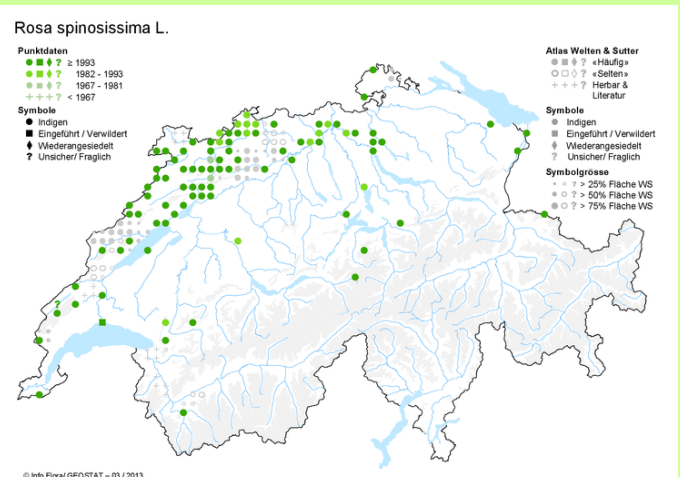 Rosa spinosissima L.
Punktdaten
? ≥ 1993
? 1982 - 1993
? 1967 - 1981
+++? < 1967
Symbole
Indigen
Eingeführt / Verwildert
Wiederangesiedelt
? Unsicher/ Fraglich
Atlas Welten & Sutter
? «Häufig»
? «Selten»
+++? Herbar &
Literatur
Symbole
Indigen
Eingeführt / Verwildert
Wiederangesiedelt
? Unsicher/ Fraglich
Symbolgrösse
? > 25% Fläche WS
? > 50% Fläche WS
? > 75% Fläche WS
?
© Info Flora/ GEOSTAT – 03 / 2013